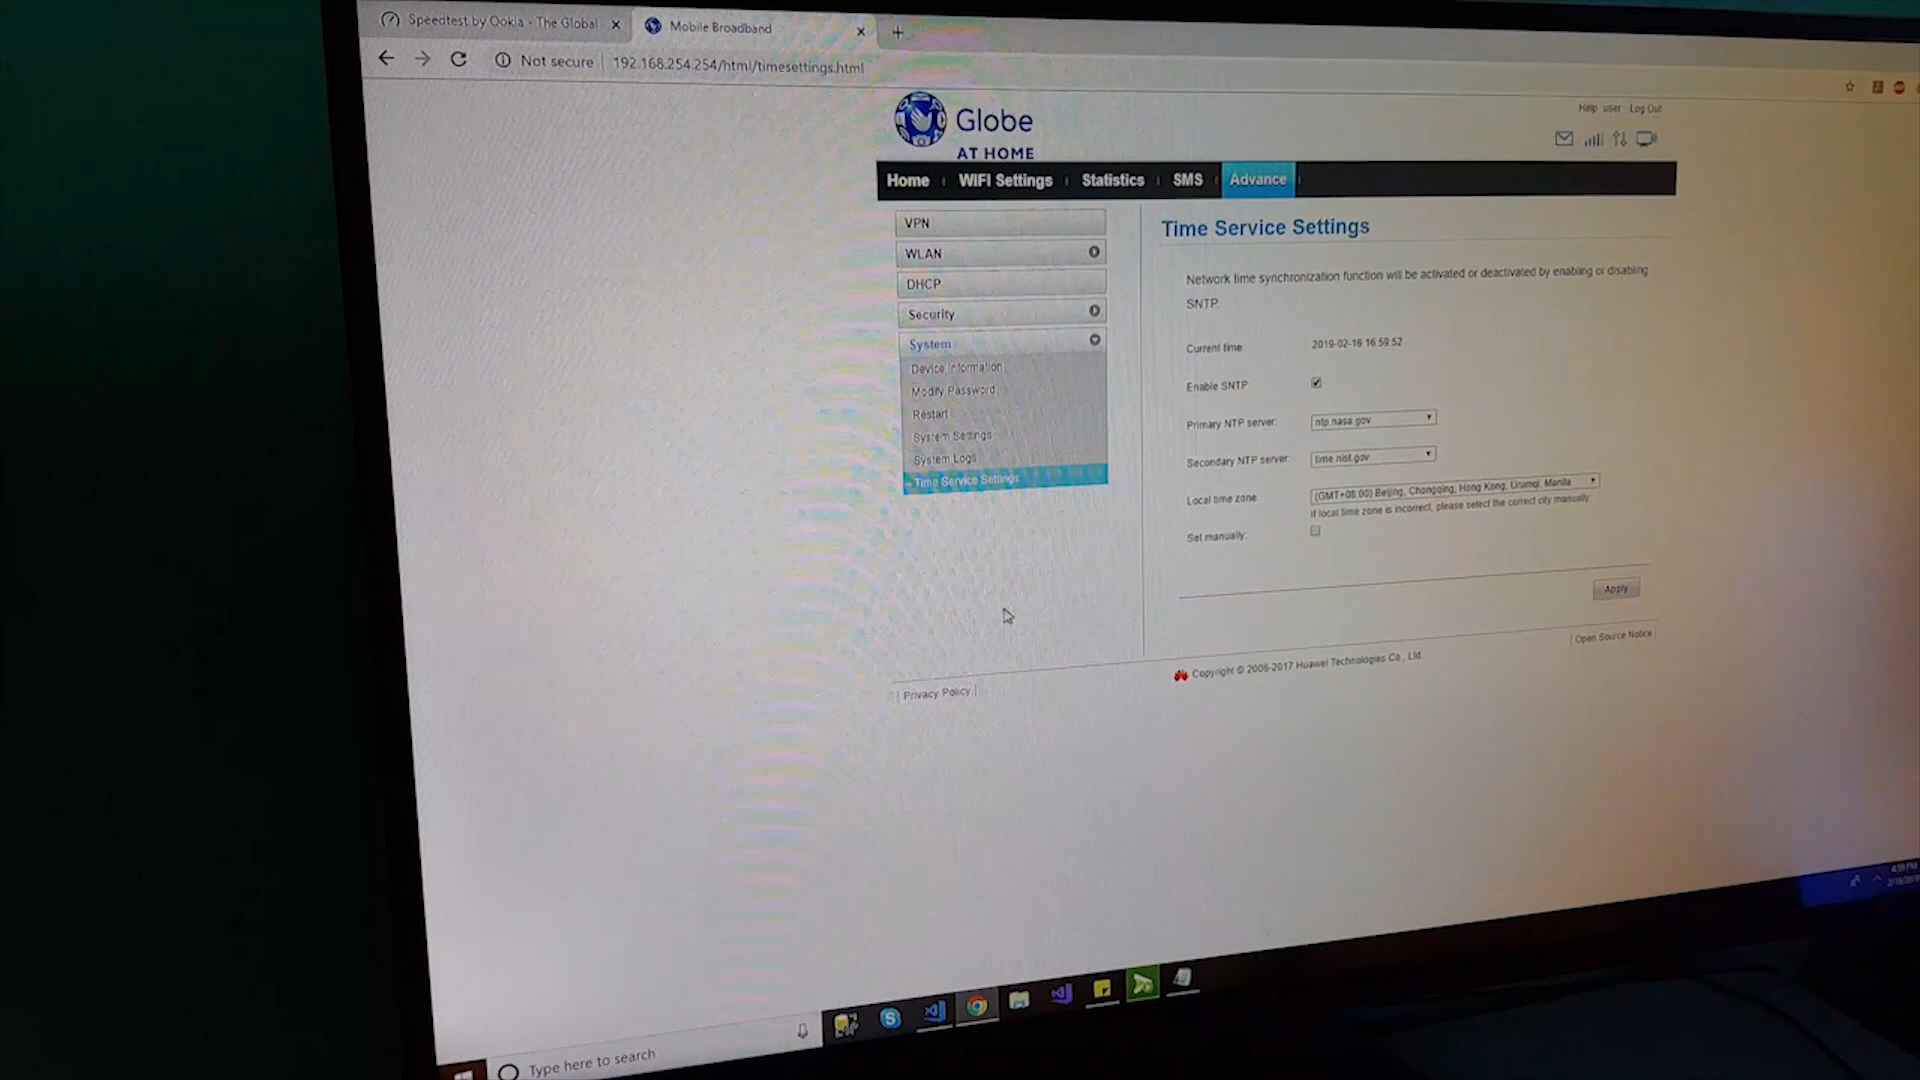 Speedtest by Ookla - The Global
Mobile Broadband
Not secure
192.168.254.254/html/timesettings.html
Globe
AT HOME
Help user Log Out
Home
WIFI Settings
Statistics
SMS
Advance
VPN
WLAN
DHCP
Security
System
Device Information
Modify Password
Restart
System Settings
System Logs
Time Service Settings
Time Service Settings
Network time synchronization function will be activated or deactivated by enabling or disabling
SNTP.
Current time: 2019-02-16 16:59:52
Enable SNTP
Primary NTP server: ntp.nasa.gov
Secondary NTP server: time.nist.gov
Local time zone: (GMT+08:00) Beijing, Chongqing, Hong Kong, Urumqi, Manila
If local time zone is incorrect, please select the correct city manually.
Set manually:
Apply
| Open Source Notice
| Privacy Policy |
Copyright © 2006-2017 Huawei Technologies Co., Ltd.
4:59 PM
Type here to search